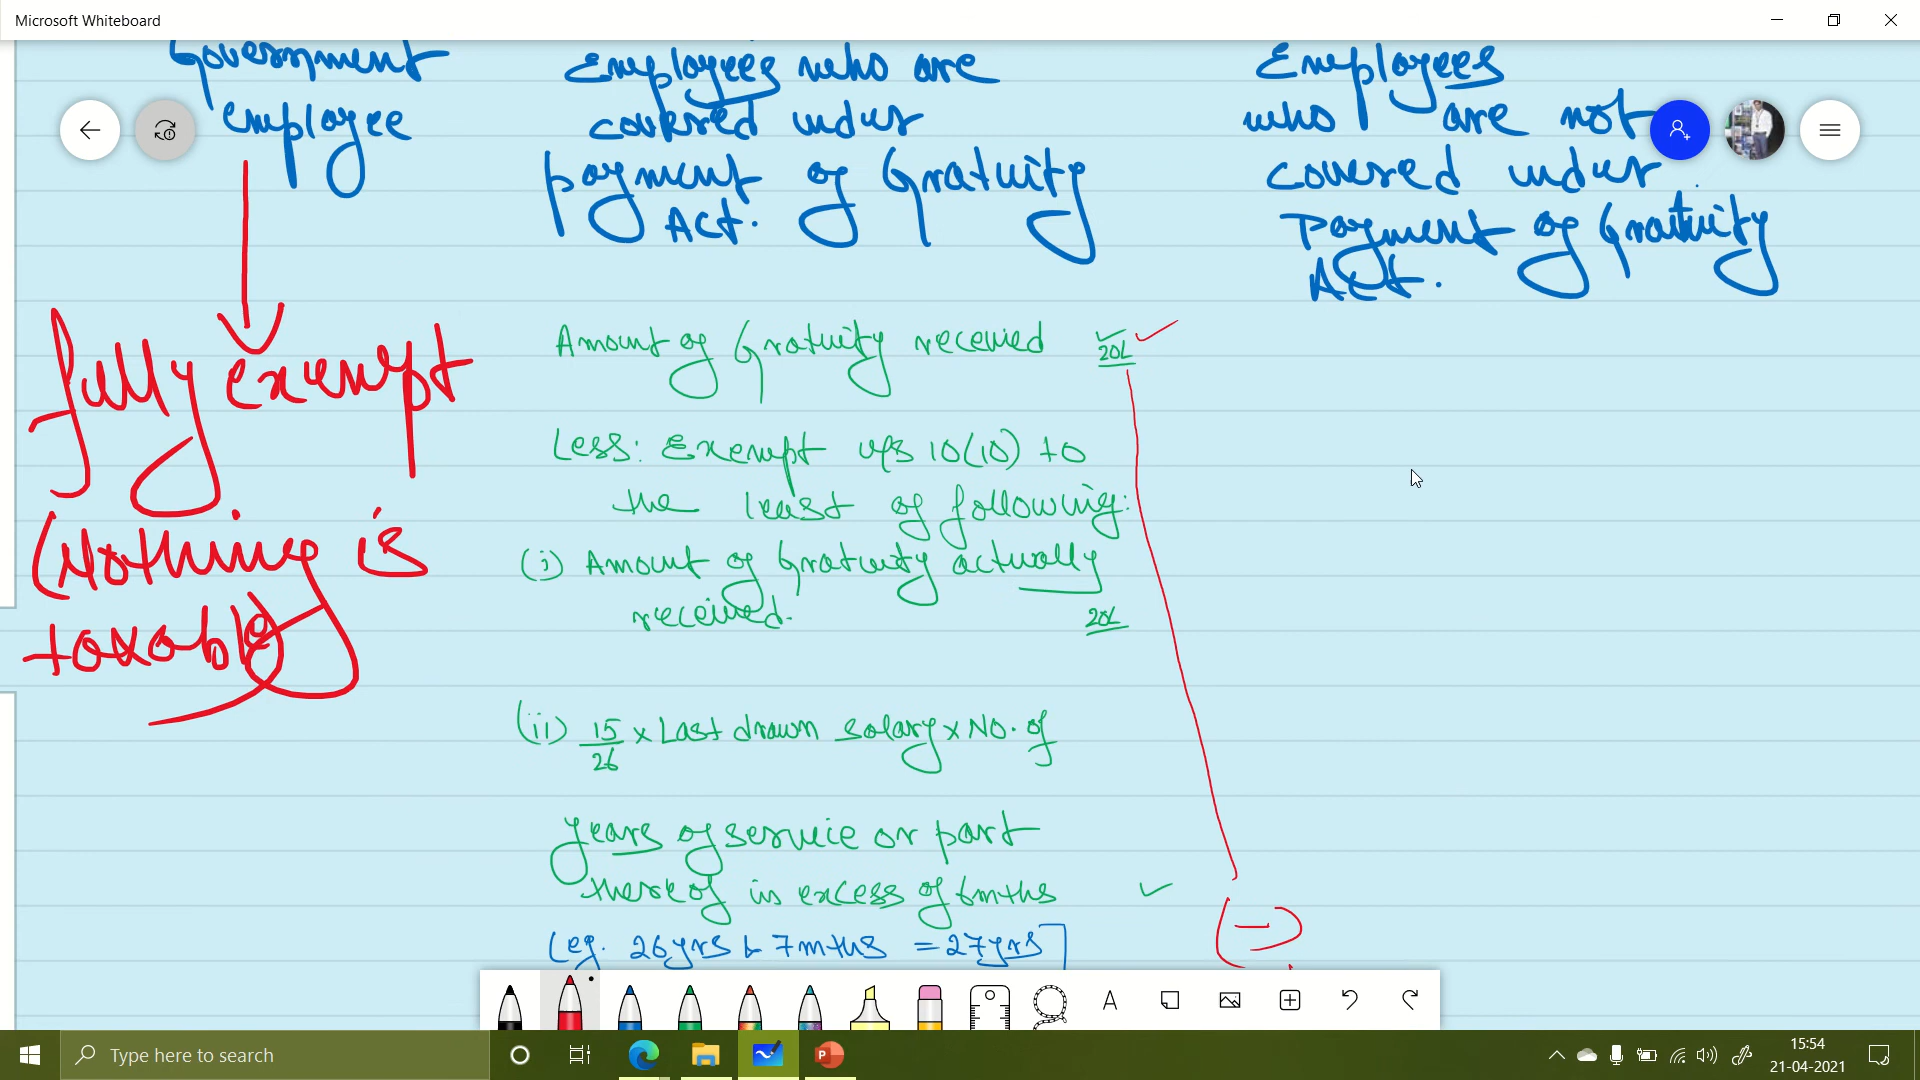 Microsoft Whiteboard
Government
employee
fully exempt
(Nothing is
taxable)
Employees who are
covered under
payment of Gratuity
Act.
Employees
who are not
covered under
Payment of Gratuity
Act.
Amount of Gratuity received 20L
Less: Exempt u/s 10(10) to
the least of following:
(i) Amount of Gratuity actually
received. 20L
(ii) 15/26 x Last drawn salary x No. of
years of service or part
thereof in excess of 6mths
(eg. 26yrs & 7mths = 27yrs]
(-)
A
Type here to search
15:54
21-04-2021